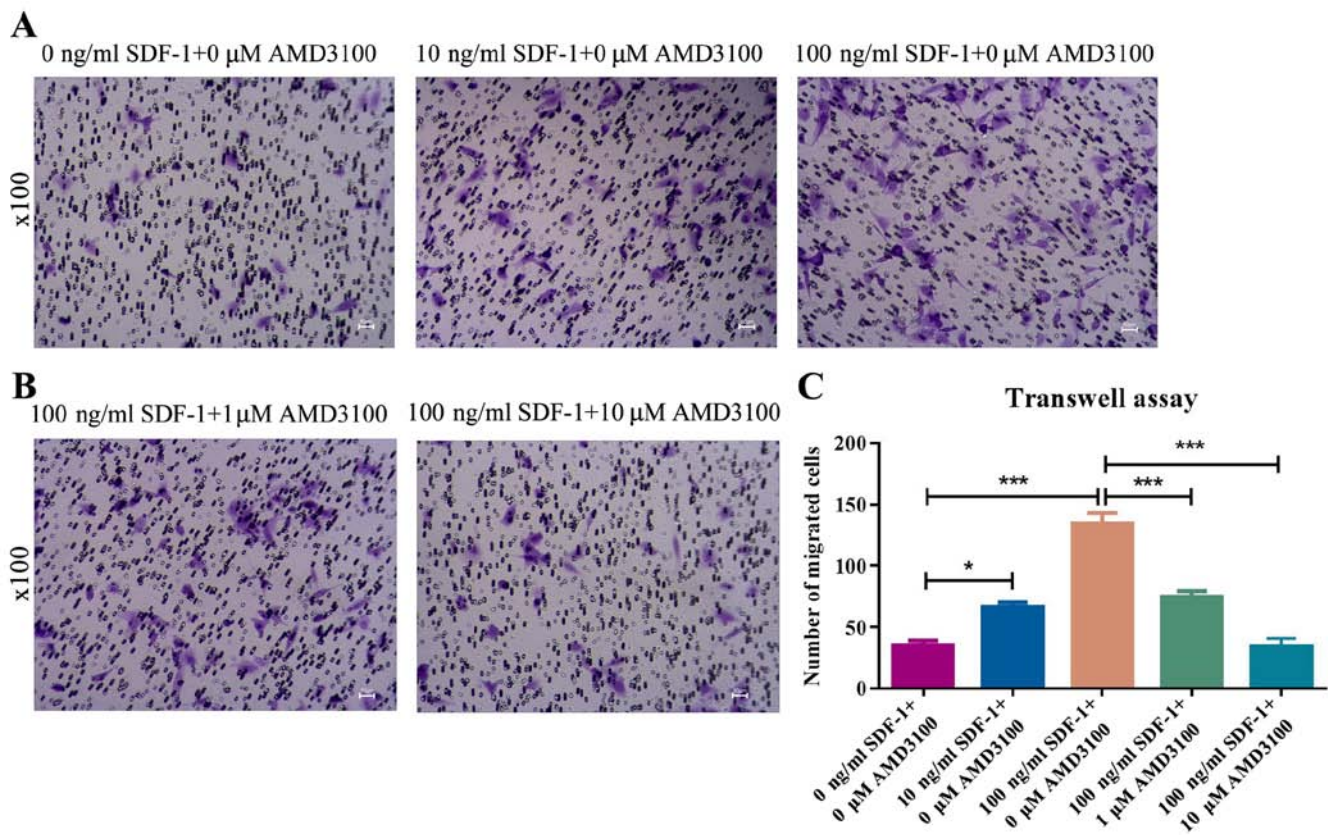 A
0 ng/ml SDF-1+0 μM AMD3100
10 ng/ml SDF-1+0 μM AMD3100
100 ng/ml SDF-1+0 μM AMD3100
x100
B
100 ng/ml SDF-1+1μM AMD3100
100 ng/ml SDF-1+10 μM AMD3100
x100
C
Transwell assay
Number of migrated cells
200
150
100
50
0
*
***
***
***
0 ng/ml SDF-1+
0 μM AMD3100
10 ng/ml SDF-1+
0 μM AMD3100
100 ng/ml SDF-1+
0 μM AMD3100
100 ng/ml SDF-1+
1 μM AMD3100
100 ng/ml SDF-1+
10 μM AMD3100